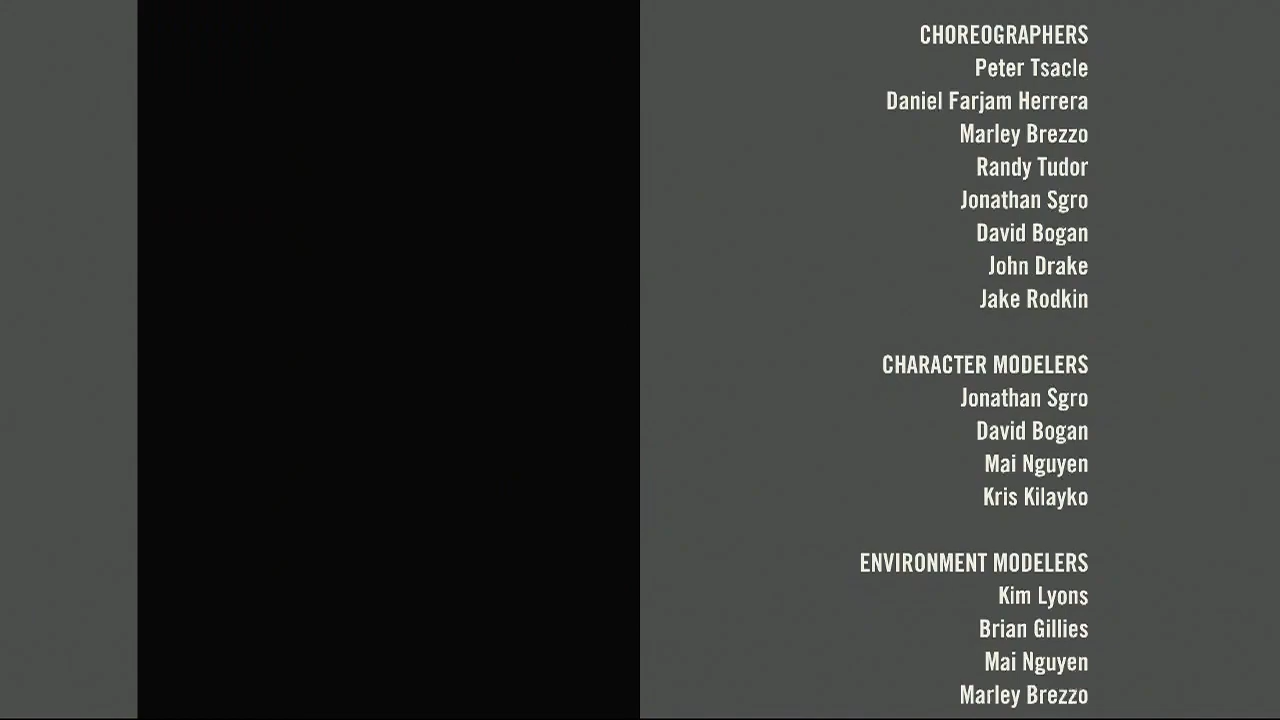 CHOREOGRAPHERS
Peter Tsacle
Daniel Farjam Herrera
Marley Brezzo
Randy Tudor
Jonathan Sgro
David Bogan
John Drake
Jake Rodkin
CHARACTER MODELERS
Jonathan Sgro
David Bogan
Mai Nguyen
Kris Kilayko
ENVIRONMENT MODELERS
Kim Lyons
Brian Gillies
Mai Nguyen
Marley Brezzo